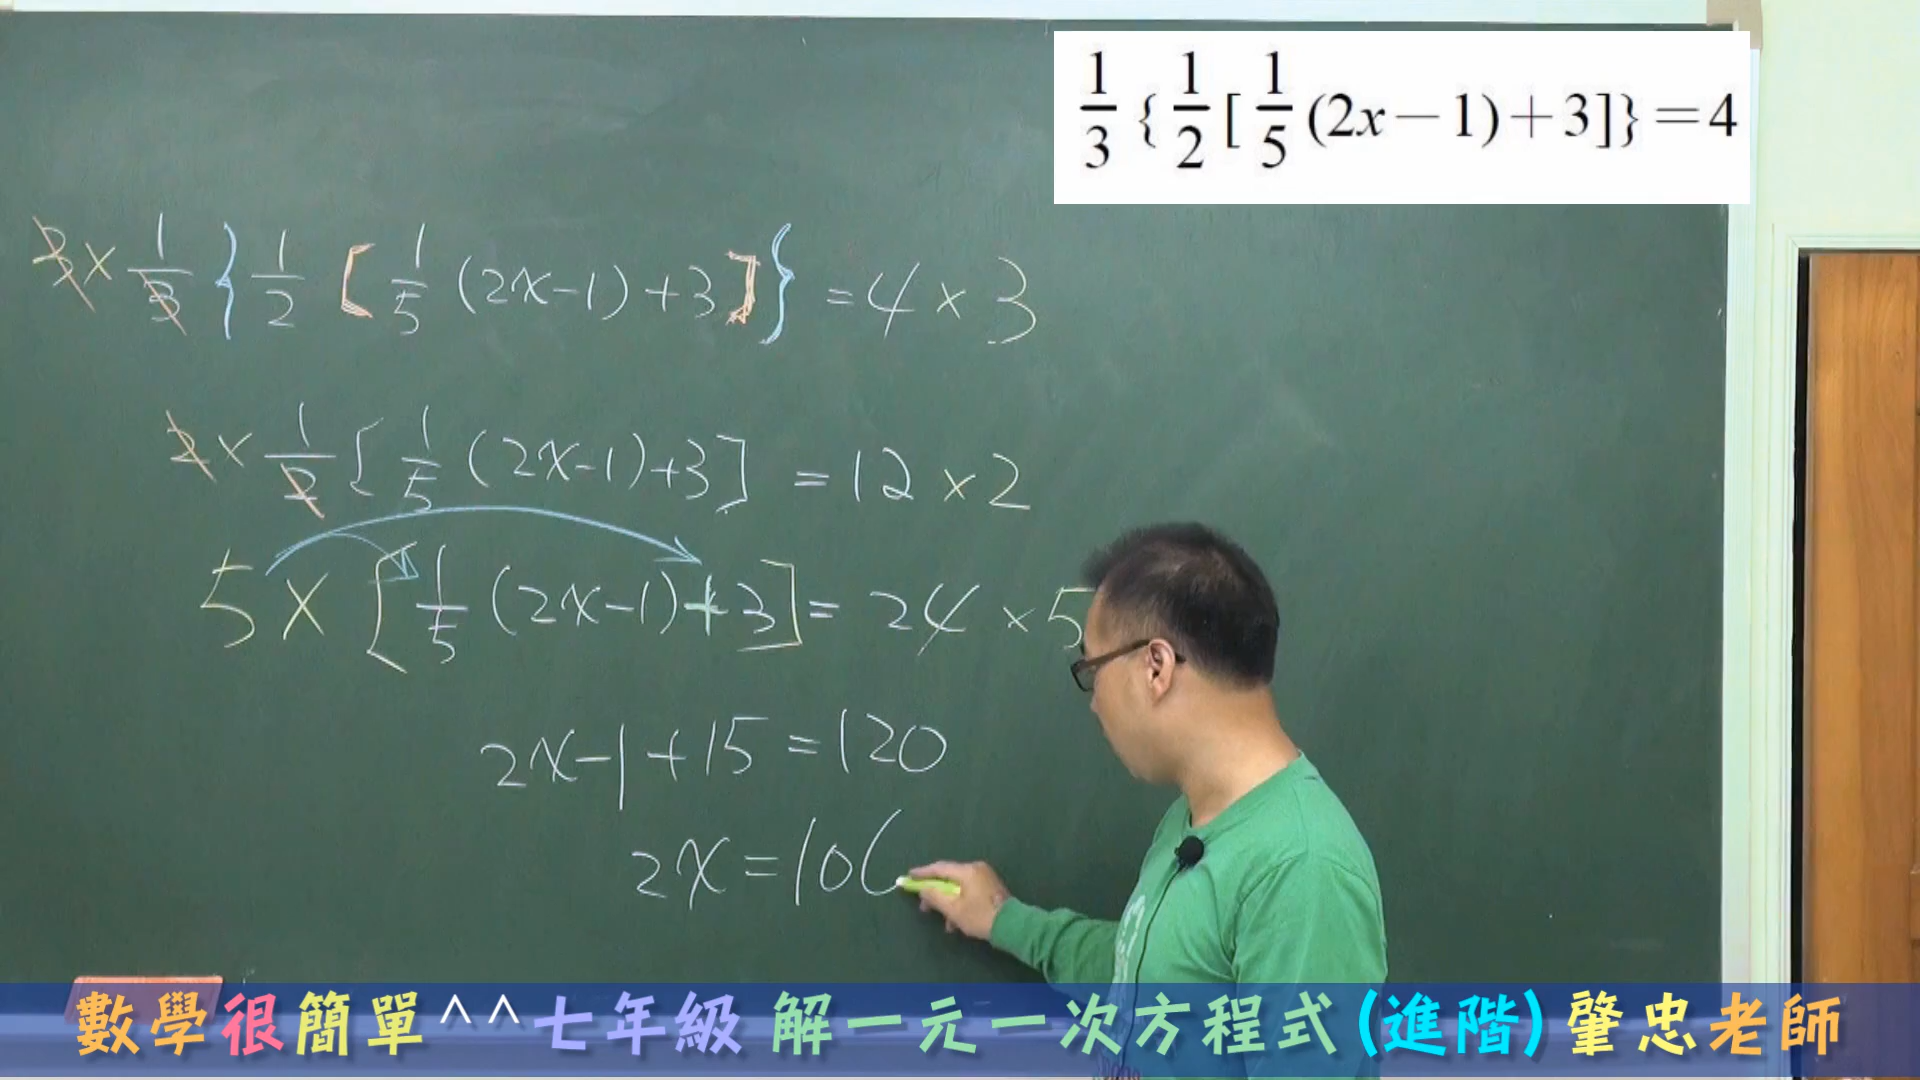 1/3 { 1/2 [ 1/5 (2x－1)＋3]}＝4
3 × 1/3 { 1/2 [ 1/5 (2x-1)+3 ] } = 4 × 3
2 × 1/2 [ 1/5 (2x-1)+3 ] = 12 × 2
5 × [ 1/5 (2x-1)+3 ] = 24 × 5
2x-1+15=120
2x=106
數學很簡單^^七年級 解一元一次方程式(進階)肇忠老師